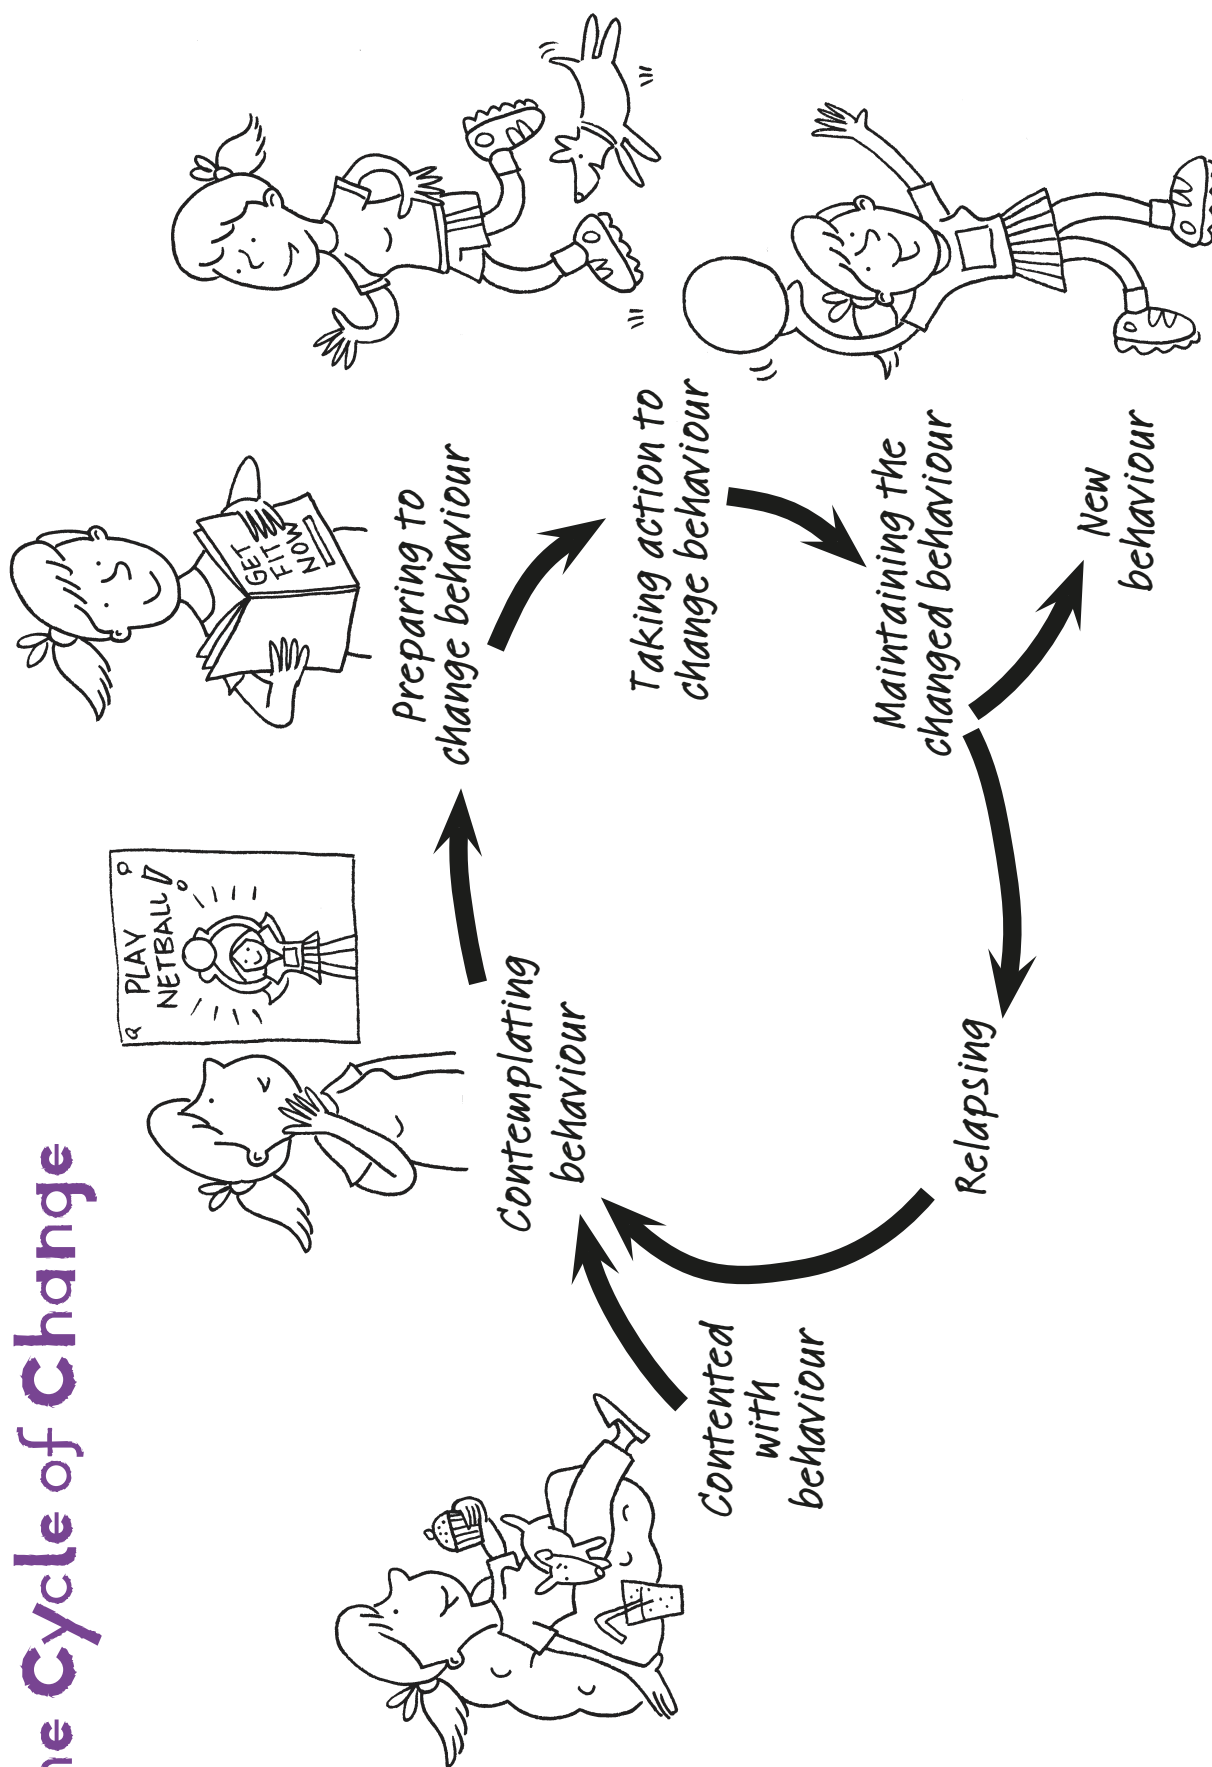 Cycle of Change
PLAY
NETBALL!
GET
FIT
NOW
Contented
with
behaviour
Contemplating
behaviour
Preparing to
change behaviour
Taking action to
change behaviour
Maintaining the
changed behaviour
New
behaviour
Relapsing